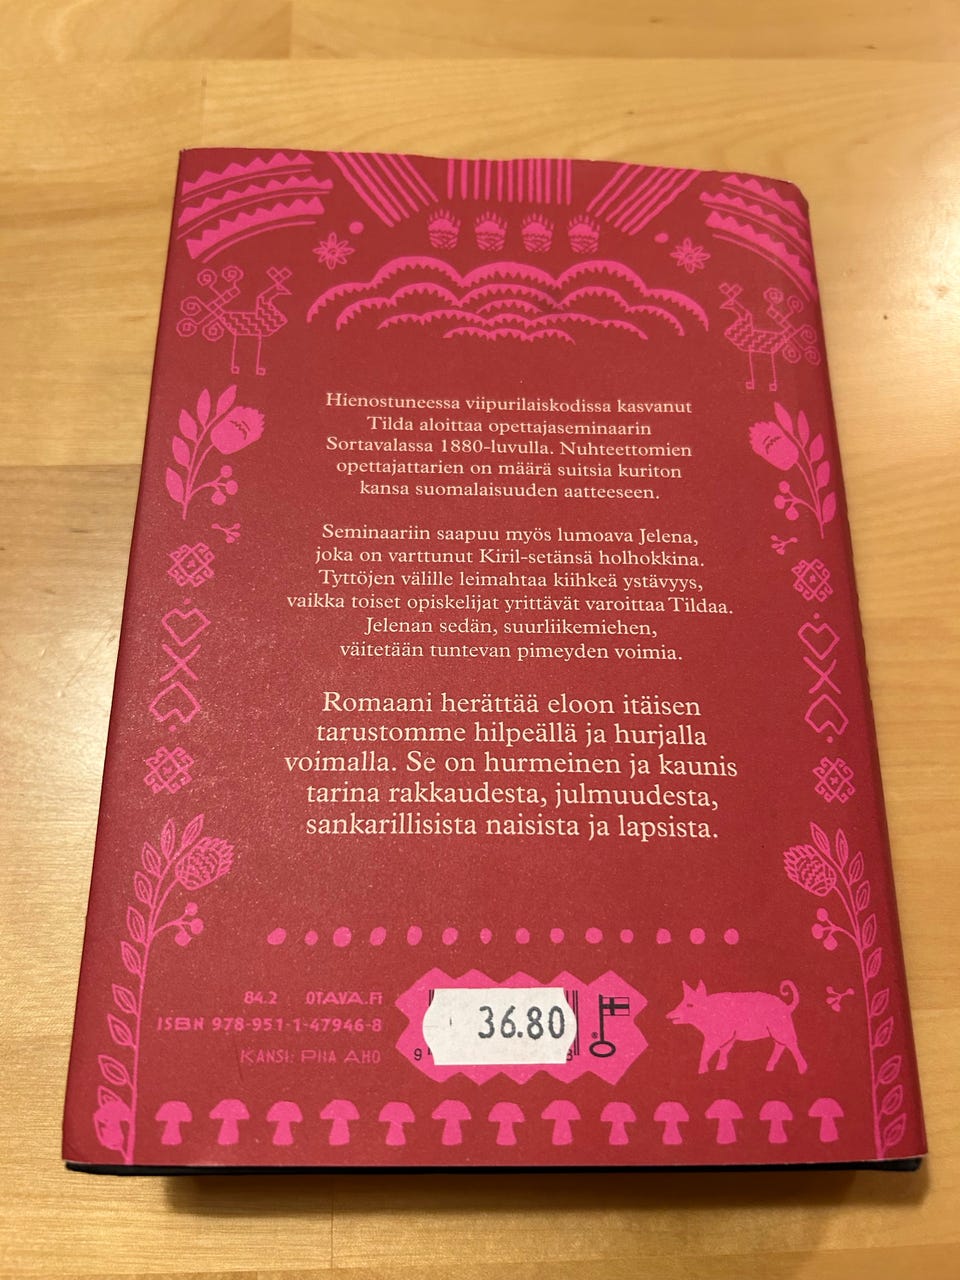 Hienostuneessa viipurilaiskodissa kasvanut
Tilda aloittaa opettajaseminaarin
Sortavalassa 1880-luvulla. Nuhteettomien
opettajattarien on määrä suitsia kuriton
kansa suomalaisuuden aatteeseen.
Seminaariin saapuu myös lumoava Jelena,
joka on varttunut Kiril-setänsä holhokkina.
Tyttöjen välille leimahtaa kiihkeä ystävyys,
vaikka toiset opiskelijat yrittävät varoittaa Tildaa.
Jelenan sedän, suurliikemiehen,
väitetään tuntevan pimeyden voimia.
Romaani herättää eloon itäisen
tarustomme hilpeällä ja hurjalla
voimalla. Se on hurmeinen ja kaunis
tarina rakkaudesta, julmuudesta,
sankarillisista naisista ja lapsista.
84.2 OTAVA.FI
ISBN 978-951-1-47946-8
KANSI: PIIA AHO
36.80
9